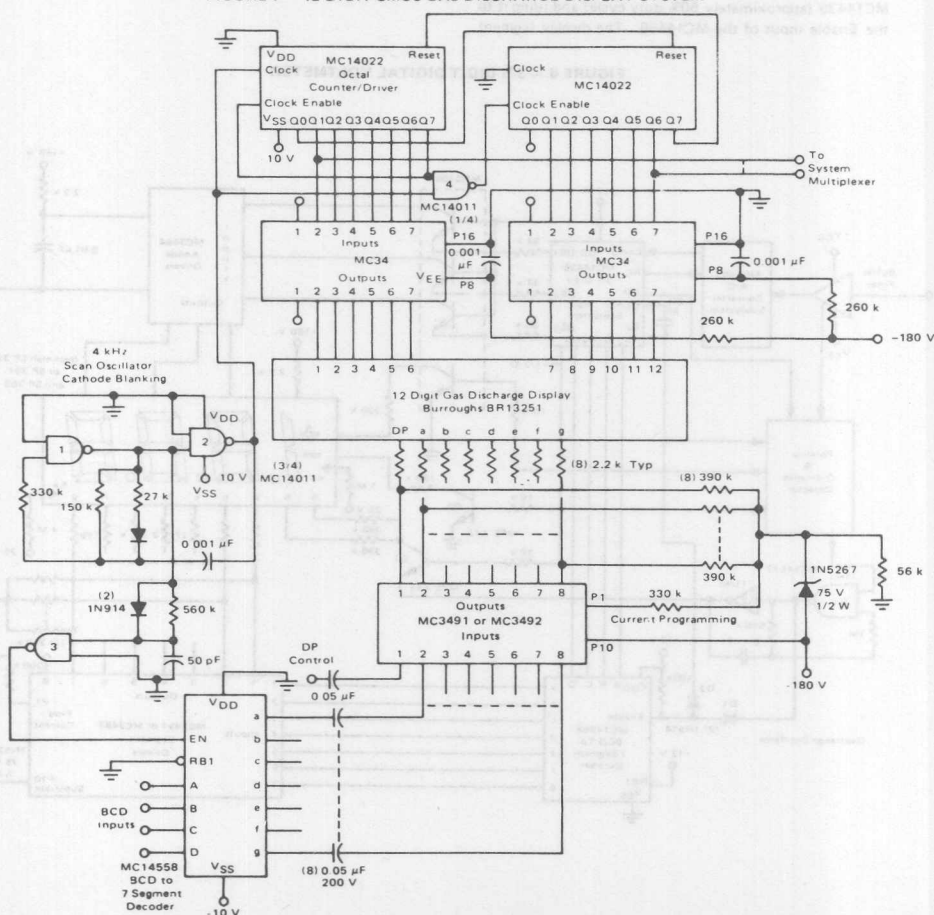 VDD
Clock
MC14022
Octal
Counter/Driver
Reset
Clock Enable
VSS Q0 Q1 Q2 Q3 Q4 Q5 Q6 Q7
10 V
Clock
Reset
MC14022
Clock Enable
Q0 Q1 Q2 Q3 Q4 Q5 Q6 Q7
4
MC14011
(1/4)
To
System
Multiplexer
1 2 3 4 5 6 7
Inputs
MC34
Outputs
1 2 3 4 5 6 7
P16
0.001
µF
VEE
P8
1 2 3 4 5 6 7
Inputs
MC34
Outputs
1 2 3 4 5 6 7
P16
0.001 µF
P8
260 k
260 k
-180 V
4 kHz
Scan Oscillator
Cathode Blanking
1 2 3 4 5 6
7 8 9 10 11 12
12 Digit Gas Discharge Display
Burroughs BR13251
DP a b c d e f g
(8) 2.2 k Typ
VDD
1
2
10 V
VSS
(3/4)
MC14011
330 k
150 k
27 k
0 001 µF
(8) 390 k
390 k
(2)
1N914
560 k
3
50 pF
1 2 3 4 5 6 7 8
Outputs
MC3491 or MC3492
Inputs
1 2 3 4 5 6 7 8
P1
330 k
Current Programming
P10
1N5267
75 V
1/2 W
56 k
-180 V
DP
Control
0 05 µF
VDD
EN
RB1
A
B
C
D
VSS
a
b
c
d
e
f
g
BCD
Inputs
MC14558
BCD to
7 Segment
Decoder
-10 V
(8) 0.05 µF
200 V